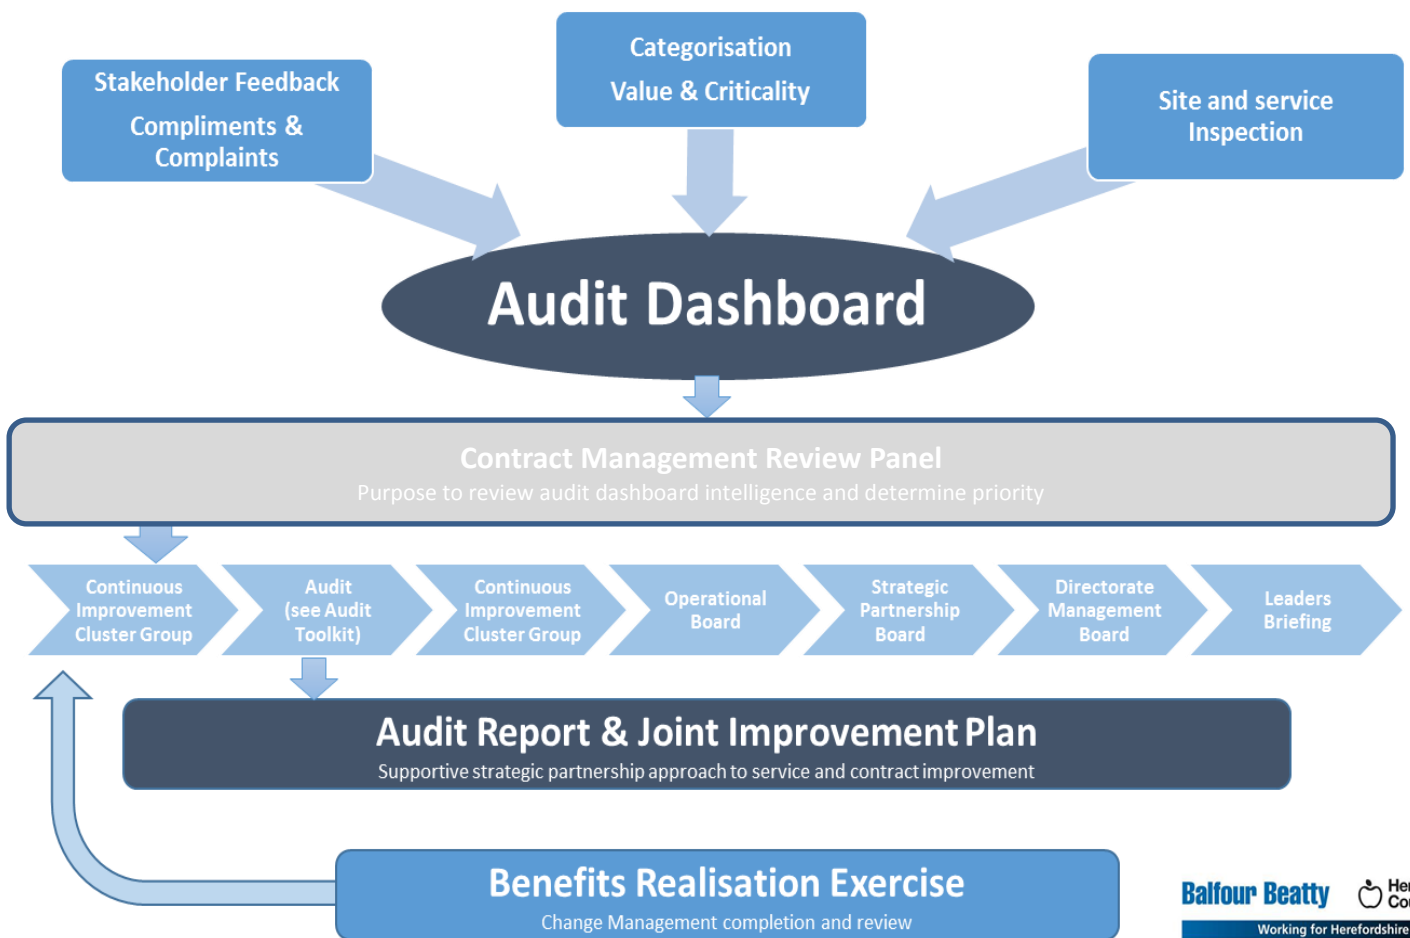 Categorisation
Value & Criticality
Stakeholder Feedback
Compliments &
Complaints
Site and service
Inspection
Audit Dashboard
Contract Management Review Panel
Purpose to review audit dashboard intelligence and determine priority
Continuous
Improvement
Cluster Group
Audit
(see Audit
Toolkit)
Continuous
Improvement
Cluster Group
Operational
Board
Strategic
Partnership
Board
Directorate
Management
Board
Leaders
Briefing
Audit Report & Joint Improvement Plan
Supportive strategic partnership approach to service and contract improvement
Benefits Realisation Exercise
Change Management completion and review
Balfour Beatty
Working for Herefordshire